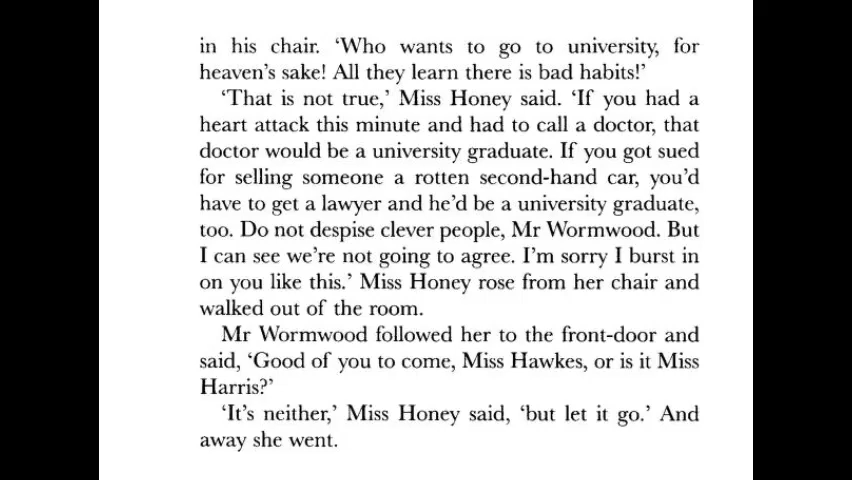 in his chair. ‘Who wants to go to university, for
heaven’s sake! All they learn there is bad habits!’
‘That is not true,’ Miss Honey said. ‘If you had a
heart attack this minute and had to call a doctor, that
doctor would be a university graduate. If you got sued
for selling someone a rotten second-hand car, you’d
have to get a lawyer and he’d be a university graduate,
too. Do not despise clever people, Mr Wormwood. But
I can see we’re not going to agree. I’m sorry I burst in
on you like this.’ Miss Honey rose from her chair and
walked out of the room.
Mr Wormwood followed her to the front-door and
said, ‘Good of you to come, Miss Hawkes, or is it Miss
Harris?’
‘It’s neither,’ Miss Honey said, ‘but let it go.’ And
away she went.